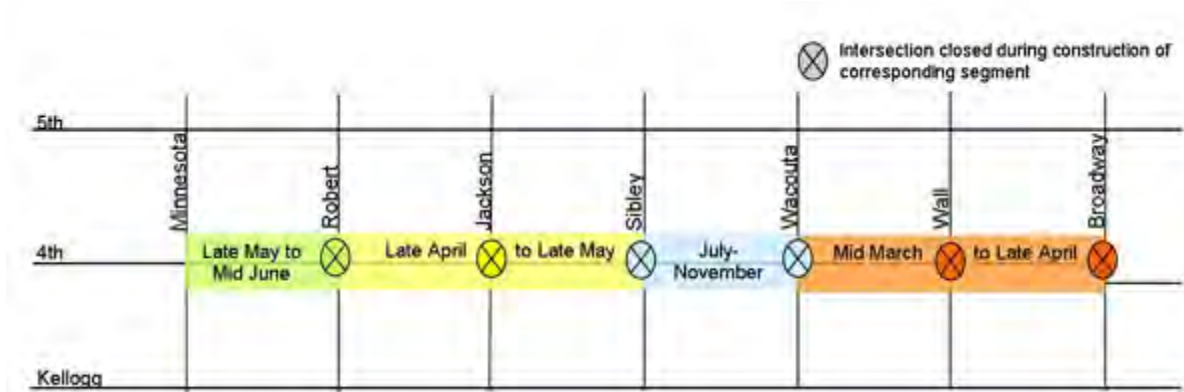 Intersection closed during construction of
corresponding segment
5th
Minnesota
Robert
Jackson
Sibley
Wacouta
Wall
Broadway
4th
Late May to
Mid June
Late April
to Late May
July-
November
Mid March
to Late April
Kellogg